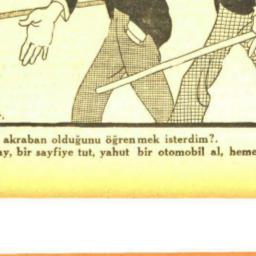 akraban olduğunu öğrenmek isterdim?.
ay, bir sayfiye tut, yahut bir otomobil al, heme